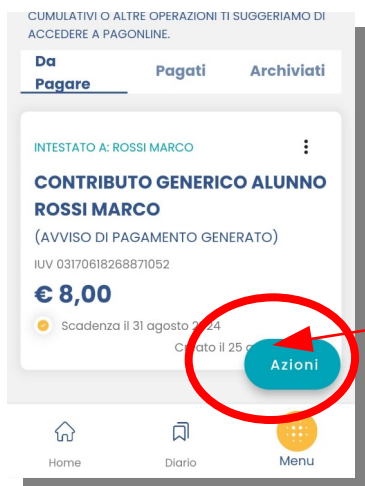 CUMULATIVI O ALTRE OPERAZIONI TI SUGGERIAMO DI
ACCEDERE A PAGONLINE.
Da Pagare
Pagati
Archiviati
INTESTATO A: ROSSI MARCO
CONTRIBUTO GENERICO ALUNNO
ROSSI MARCO
(AVVISO DI PAGAMENTO GENERATO)
IUV 03170618268871052
€ 8,00
Scadenza il 31 agosto 2024
Creato il 25
Azioni
Home
Diario
Menu